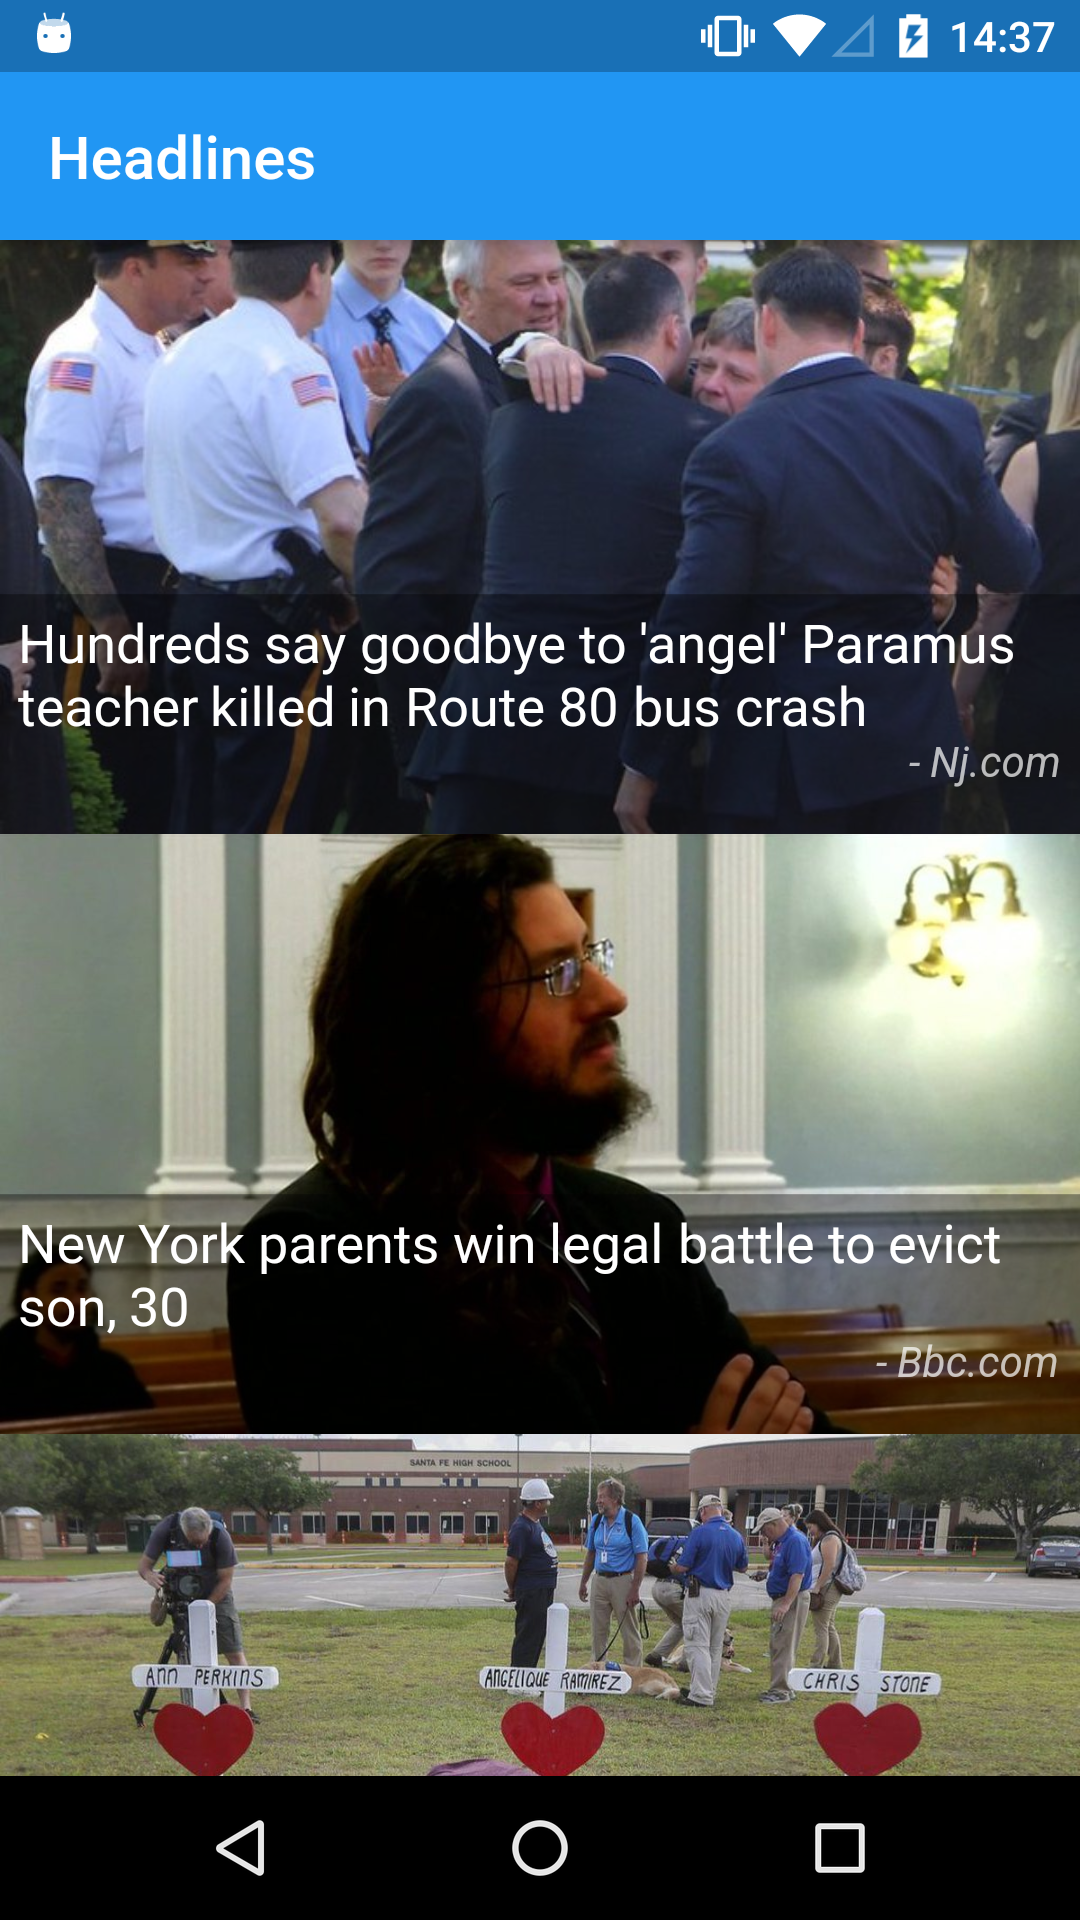 14:37
Headlines
Hundreds say goodbye to 'angel' Paramus
teacher killed in Route 80 bus crash
- Nj.com
New York parents win legal battle to evict
son, 30
- Bbc.com
SANTA FE HIGH SCHOOL
ANN PERKINS
ANGELIQUE RAMIREZ
CHRIS STONE